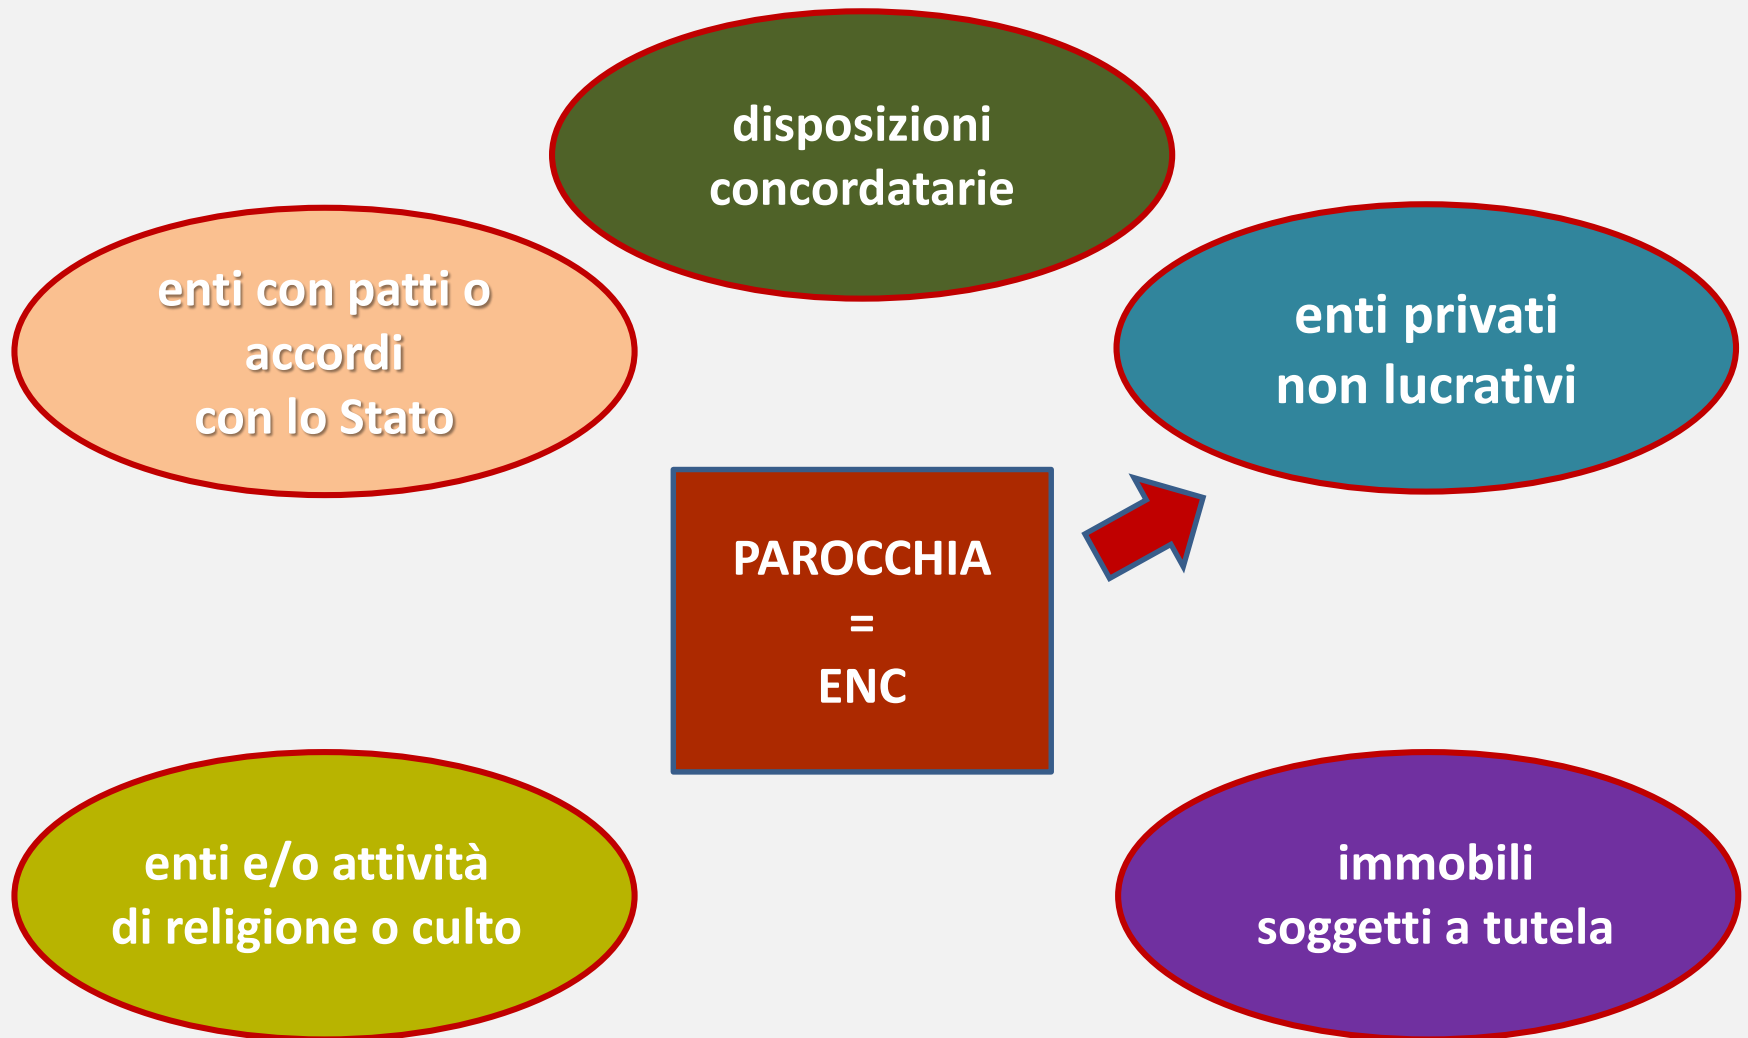 disposizioni
concordatarie
enti con patti o
accordi
con lo Stato
enti privati
non lucrativi
PAROCCHIA
=
ENC
enti e/o attività
di religione o culto
immobili
soggetti a tutela